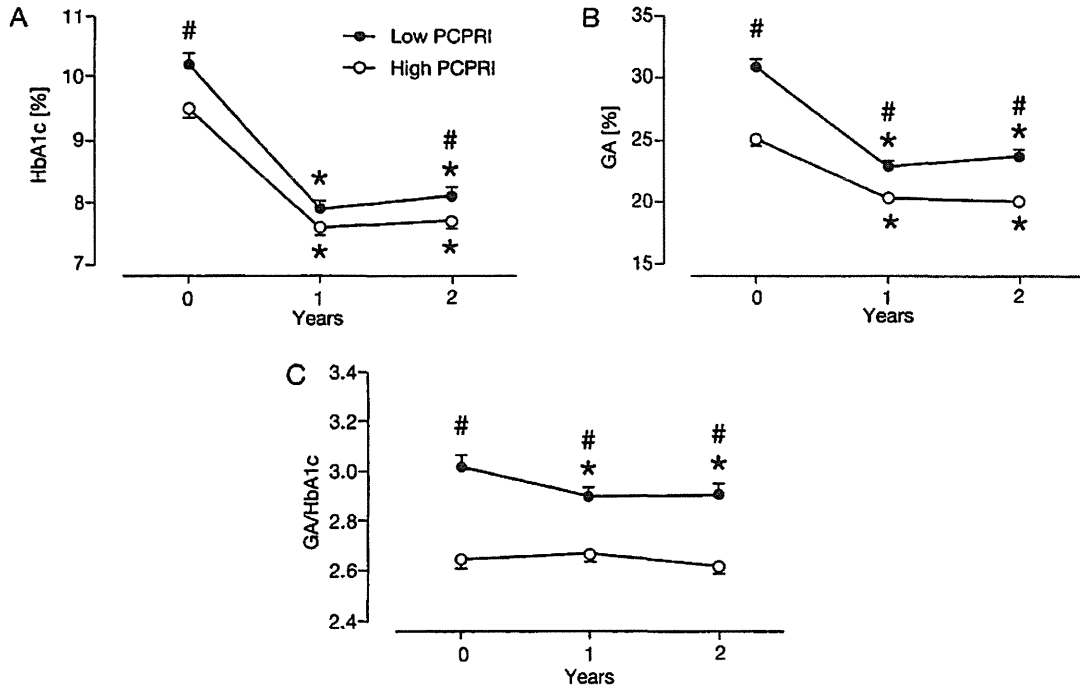 A
HbA1c [%]
11
10
9
8
7
#
*
*
#
*
*
Low PCPRI
High PCPRI
0 1 2
Years
B
GA [%]
35
30
25
20
15
#
#
*
*
#
*
*
0 1 2
Years
C
GA/HbA1c
3.4
3.2
3.0
2.8
2.6
2.4
#
#
*
#
*
0 1 2
Years